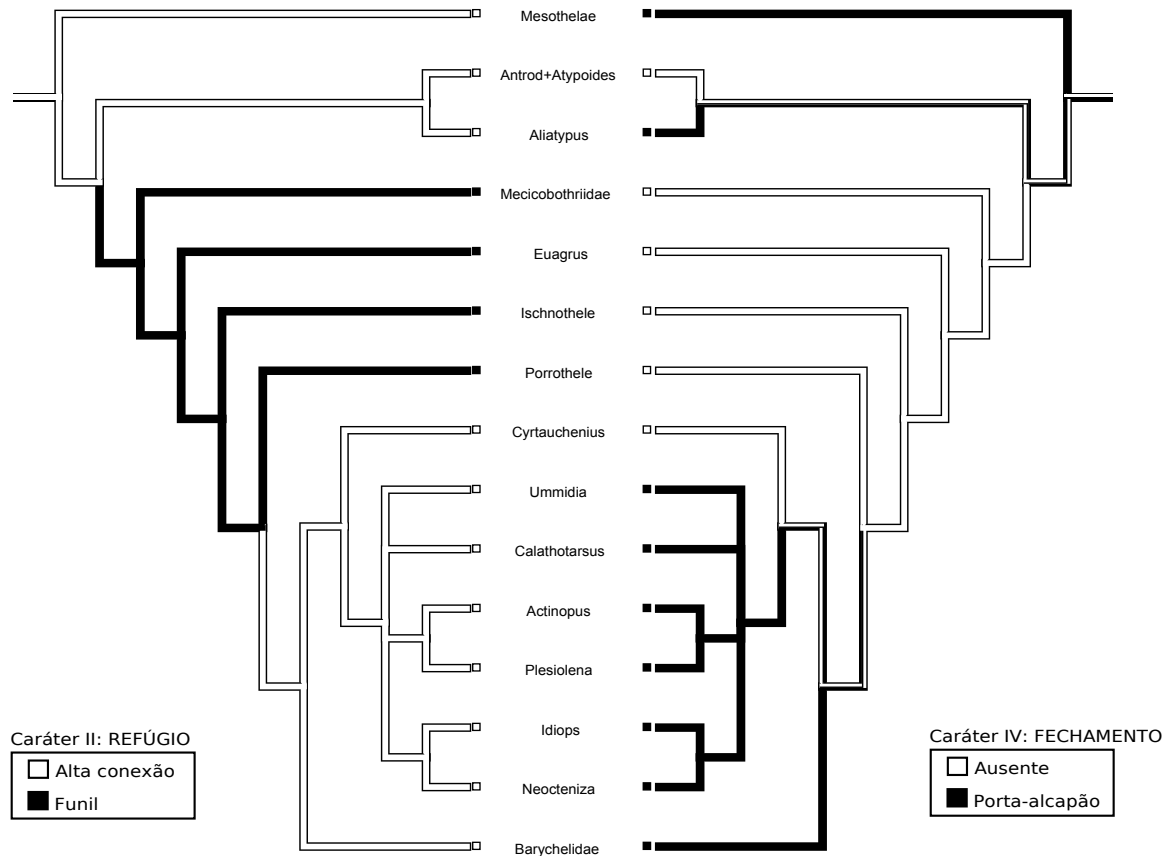 Mesothelae
Antrod+Atypoides
Aliatypus
Mecicobothriidae
Euagrus
Ischnothele
Porrothele
Cyrtauchenius
Ummidia
Calathotarsus
Actinopus
Plesiolena
Idiops
Neocteniza
Barychelidae
Caráter II: REFÚGIO
Alta conexão
Funil
Caráter IV: FECHAMENTO
Ausente
Porta-alcapão